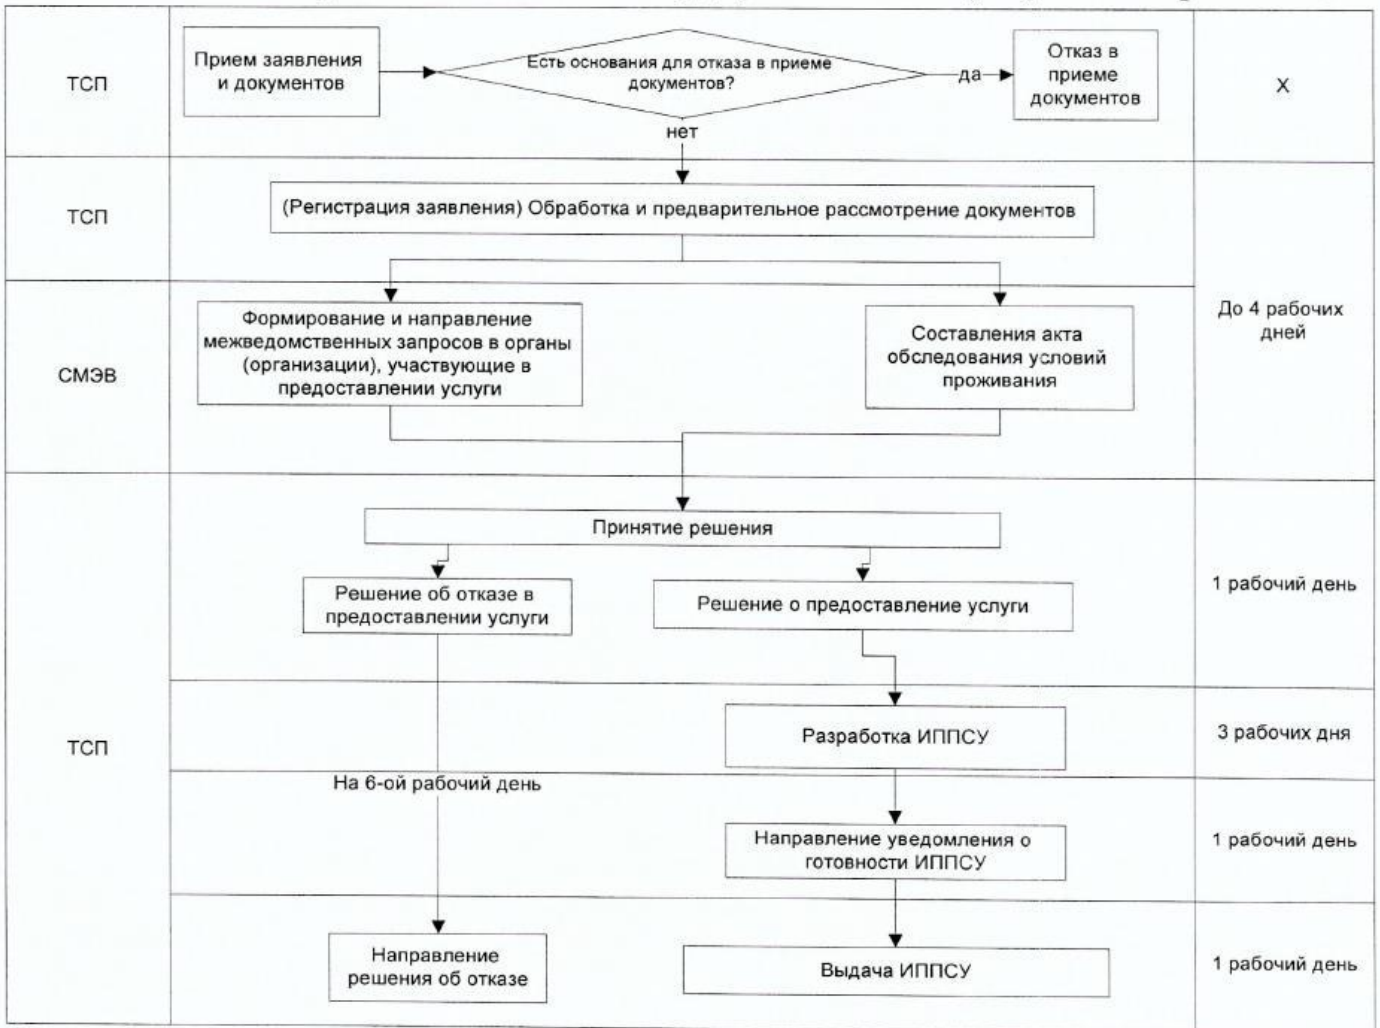 ТСП
Прием заявления
и документов
Есть основания для отказа в приеме
документов?
да
Отказ в
приеме
документов
X
нет
ТСП
(Регистрация заявления) Обработка и предварительное рассмотрение документов
До 4 рабочих
дней
СМЭВ
Формирование и направление
межведомственных запросов в органы
(организации), участвующие в
предоставлении услуги
Составления акта
обследования условий
проживания
ТСП
Принятие решения
1 рабочий день
Решение об отказе в
предоставлении услуги
Решение о предоставление услуги
Разработка ИППСУ
3 рабочих дня
На 6-ой рабочий день
Направление уведомления о
готовности ИППСУ
1 рабочий день
Направление
решения об отказе
Выдача ИППСУ
1 рабочий день